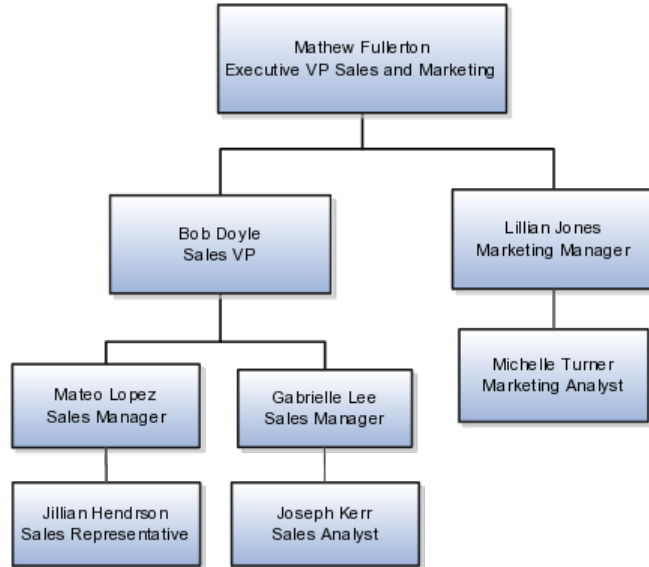 Mathew Fullerton
Executive VP Sales and Marketing
Bob Doyle
Sales VP
Lillian Jones
Marketing Manager
Mateo Lopez
Sales Manager
Gabrielle Lee
Sales Manager
Michelle Turner
Marketing Analyst
Jillian Hendrson
Sales Representative
Joseph Kerr
Sales Analyst